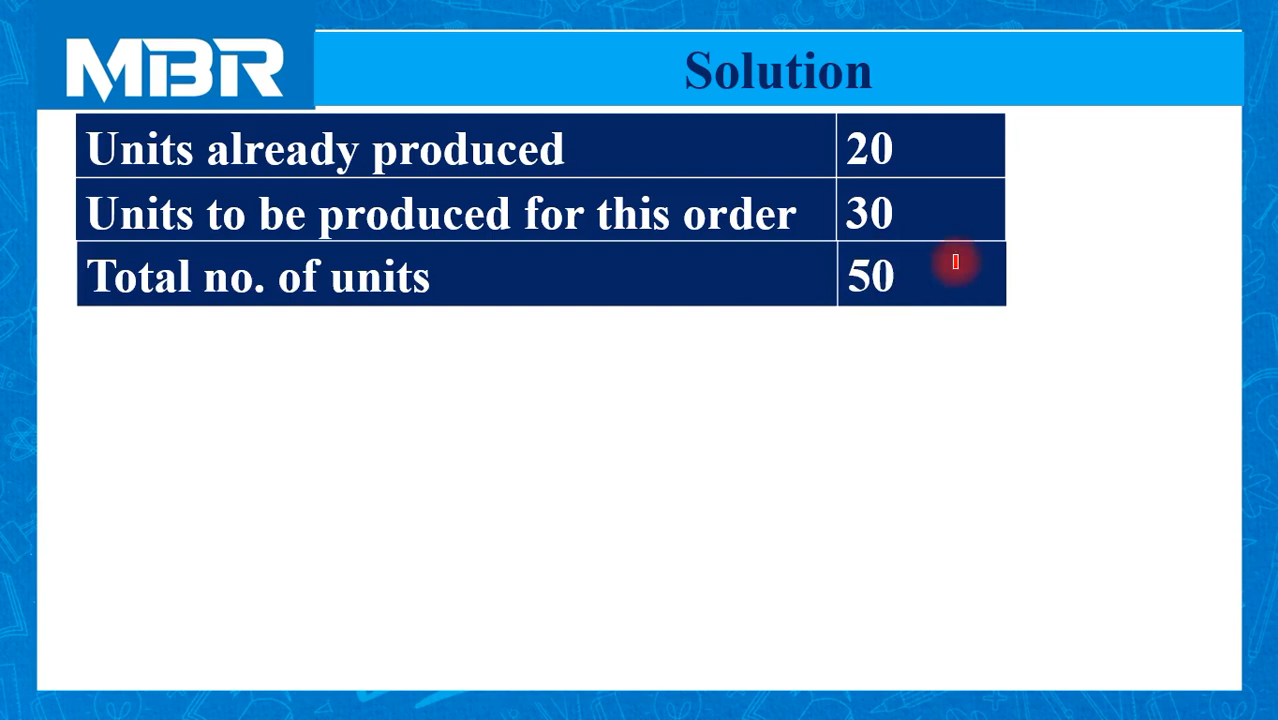 MBR
Solution
Units already produced 20
Units to be produced for this order 30
Total no. of units 50